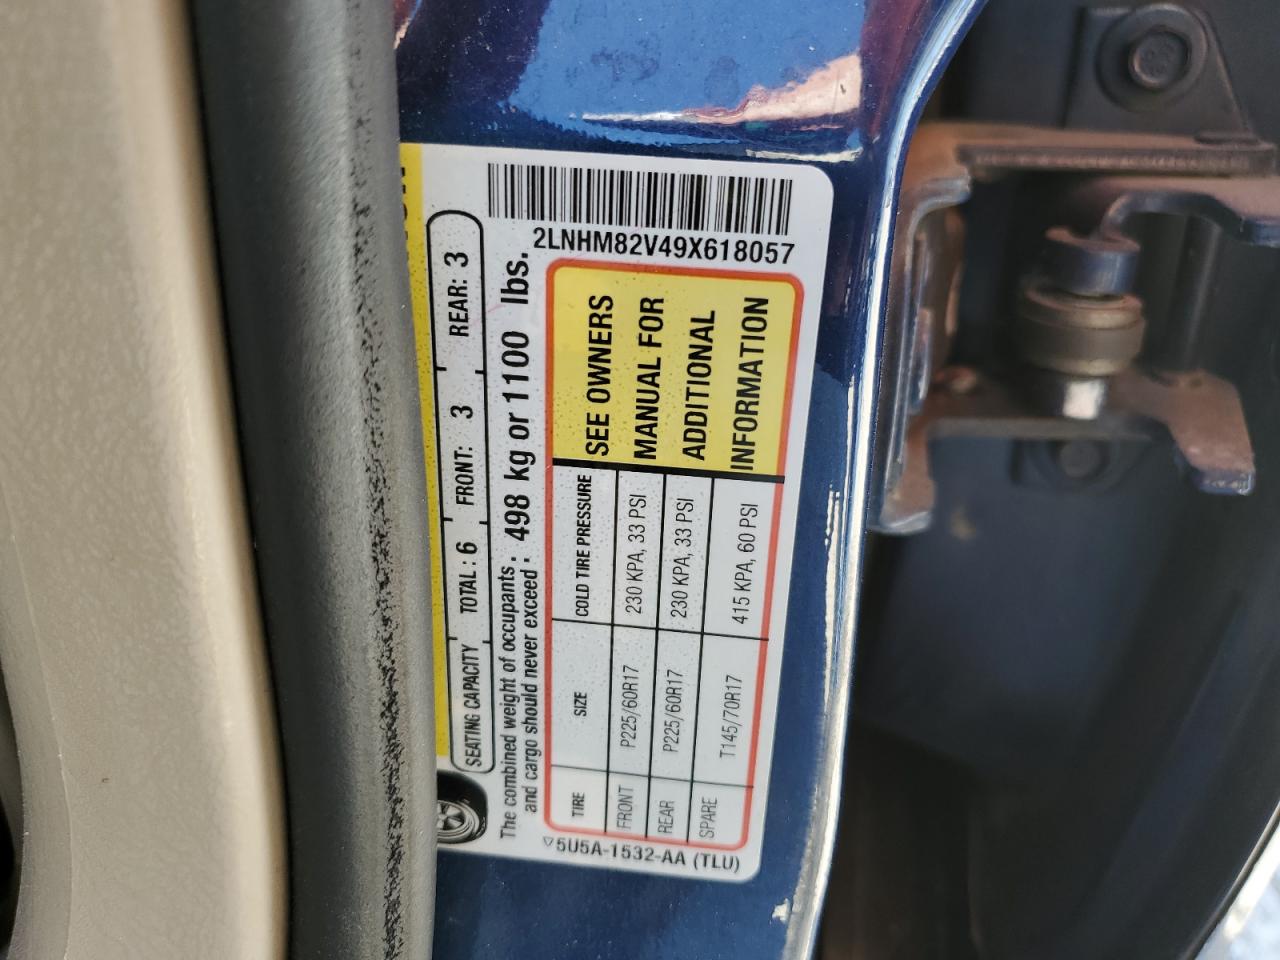 SEATING CAPACITY TOTAL : 6 FRONT: 3 REAR: 3
The combined weight of occupants and cargo should never exceed : 498 kg or 1100 lbs.
TIRE SIZE COLD TIRE PRESSURE
FRONT P225/60R17 230 KPA, 33 PSI
REAR P225/60R17 230 KPA, 33 PSI
SPARE T145/70R17 415 KPA, 60 PSI
SEE OWNERS
MANUAL FOR
ADDITIONAL
INFORMATION
5U5A-1532-AA (TLU)
2LNHM82V49X618057